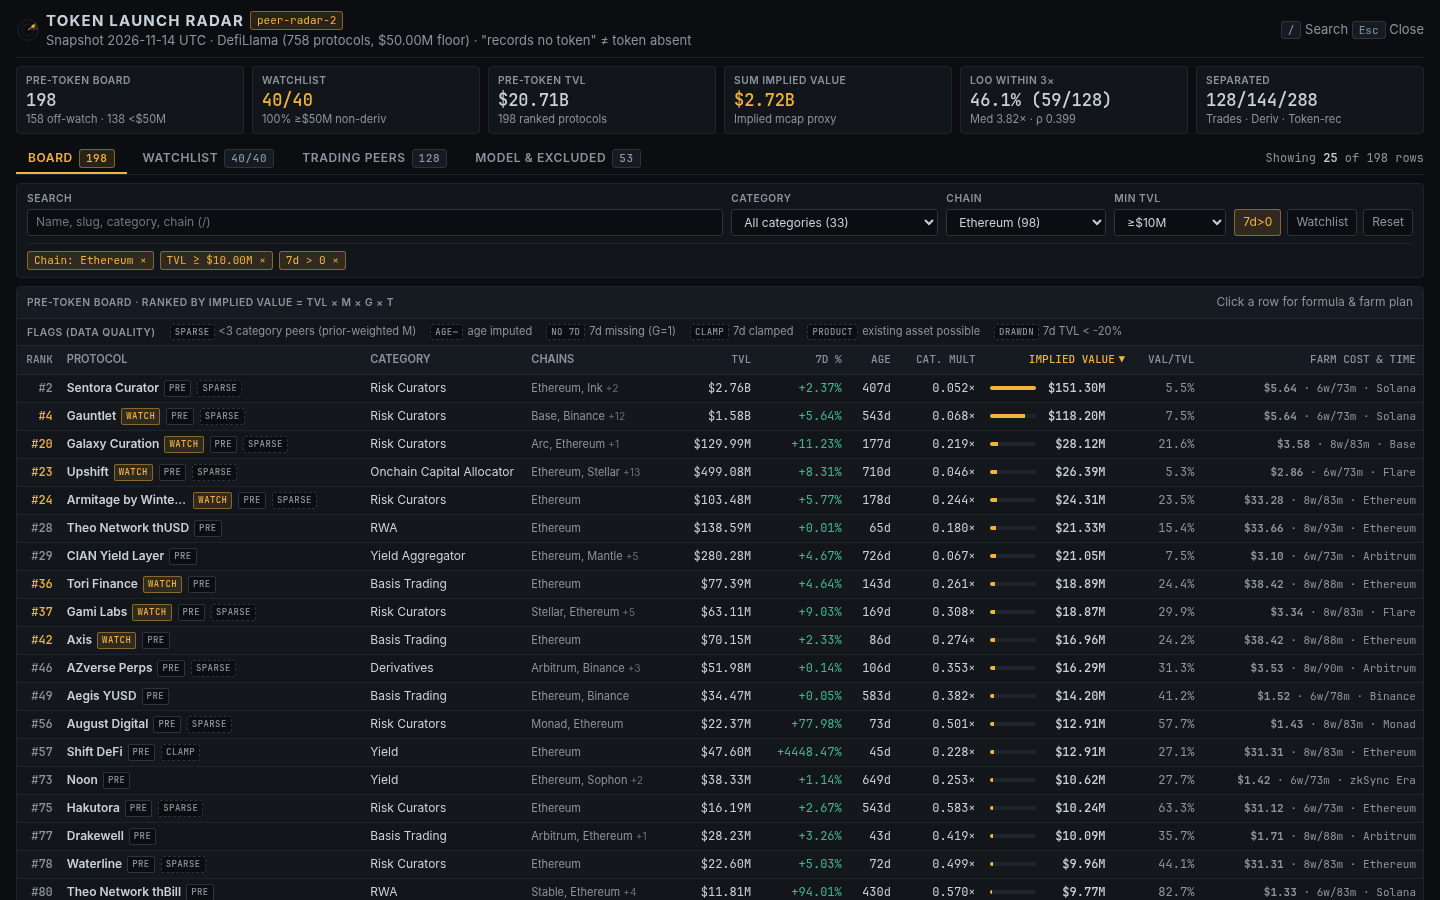 TOKEN LAUNCH RADAR peer-radar-2
Snapshot 2026-11-14 UTC · DefiLlama (758 protocols, $50.00M floor) · "records no token" ≠ token absent
/ Search Esc Close
PRE-TOKEN BOARD
198
158 off-watch · 138 <$50M
WATCHLIST
40/40
100% ≥$50M non-deriv
PRE-TOKEN TVL
$20.71B
198 ranked protocols
SUM IMPLIED VALUE
$2.72B
Implied mcap proxy
LOO WITHIN 3×
46.1% (59/128)
Med 3.82× · ρ 0.399
SEPARATED
128/144/288
Trades · Deriv · Token-rec
BOARD 198 WATCHLIST 40/40 TRADING PEERS 128 MODEL & EXCLUDED 53 Showing 25 of 198 rows
SEARCH CATEGORY CHAIN MIN TVL
Name, slug, category, chain (/) All categories (33) Ethereum (98) ≥$10M 7d>0 Watchlist Reset
Chain: Ethereum × TVL ≥ $10.00M × 7d > 0 ×
PRE-TOKEN BOARD · RANKED BY IMPLIED VALUE = TVL × M × G × T Click a row for formula & farm plan
FLAGS (DATA QUALITY) SPARSE <3 category peers (prior-weighted M) AGE~ age imputed NO 7D 7d missing (G=1) CLAMP 7d clamped PRODUCT existing asset possible DRAWDN 7d TVL < -20%
RANK PROTOCOL CATEGORY CHAINS TVL 7D % AGE CAT. MULT IMPLIED VALUE ▼ VAL/TVL FARM COST & TIME
#2 Sentora Curator PRE SPARSE Risk Curators Ethereum, Ink +2 $2.76B +2.37% 407d 0.052× $151.30M 5.5% $5.64 · 6w/73m · Solana
#4 Gauntlet WATCH PRE SPARSE Risk Curators Base, Binance +12 $1.58B +5.64% 543d 0.068× $118.20M 7.5% $5.64 · 6w/73m · Solana
#20 Galaxy Curation WATCH PRE SPARSE Risk Curators Arc, Ethereum +1 $129.99M +11.23% 177d 0.219× $28.12M 21.6% $3.58 · 8w/83m · Base
#23 Upshift WATCH PRE SPARSE Onchain Capital Allocator Ethereum, Stellar +13 $499.08M +8.31% 710d 0.046× $26.39M 5.3% $2.86 · 6w/73m · Flare
#24 Armitage by Winte... WATCH PRE SPARSE Risk Curators Ethereum $103.48M +5.77% 178d 0.244× $24.31M 23.5% $33.28 · 8w/83m · Ethereum
#28 Theo Network thUSD PRE RWA Ethereum $138.59M +0.01% 65d 0.180× $21.33M 15.4% $33.66 · 8w/93m · Ethereum
#29 CIAN Yield Layer PRE Yield Aggregator Ethereum, Mantle +5 $280.28M +4.67% 726d 0.067× $21.05M 7.5% $3.10 · 6w/73m · Arbitrum
#36 Tori Finance WATCH PRE Basis Trading Ethereum $77.39M +4.64% 143d 0.261× $18.89M 24.4% $38.42 · 8w/88m · Ethereum
#37 Gami Labs WATCH PRE SPARSE Risk Curators Stellar, Ethereum +5 $63.11M +9.03% 169d 0.308× $18.87M 29.9% $3.34 · 8w/83m · Flare
#42 Axis WATCH PRE Basis Trading Ethereum $70.15M +2.33% 86d 0.274× $16.96M 24.2% $38.42 · 8w/88m · Ethereum
#46 AZverse Perps PRE SPARSE Derivatives Arbitrum, Binance +3 $51.98M +0.14% 106d 0.353× $16.29M 31.3% $3.53 · 8w/90m · Arbitrum
#49 Aegis YUSD PRE Basis Trading Ethereum, Binance $34.47M +0.05% 583d 0.382× $14.20M 41.2% $1.52 · 6w/78m · Binance
#56 August Digital PRE SPARSE Risk Curators Monad, Ethereum $22.37M +77.98% 73d 0.501× $12.91M 57.7% $1.43 · 8w/83m · Monad
#57 Shift DeFi PRE CLAMP Yield Ethereum $47.60M +4448.47% 45d 0.228× $12.91M 27.1% $31.31 · 8w/83m · Ethereum
#73 Noon PRE Yield Ethereum, Sophon +2 $38.33M +1.14% 649d 0.253× $10.62M 27.7% $1.42 · 6w/73m · zkSync Era
#75 Hakutora PRE SPARSE Risk Curators Ethereum $16.19M +2.67% 543d 0.583× $10.24M 63.3% $31.12 · 6w/73m · Ethereum
#77 Drakewell PRE Basis Trading Arbitrum, Ethereum +1 $28.23M +3.26% 43d 0.419× $10.09M 35.7% $1.71 · 8w/88m · Arbitrum
#78 Waterline PRE SPARSE Risk Curators Ethereum $22.60M +5.03% 72d 0.499× $9.96M 44.1% $31.31 · 8w/83m · Ethereum
#80 Theo Network thBill PRE RWA Stable, Ethereum +4 $11.81M +94.01% 430d 0.570× $9.77M 82.7% $1.33 · 6w/83m · Solana